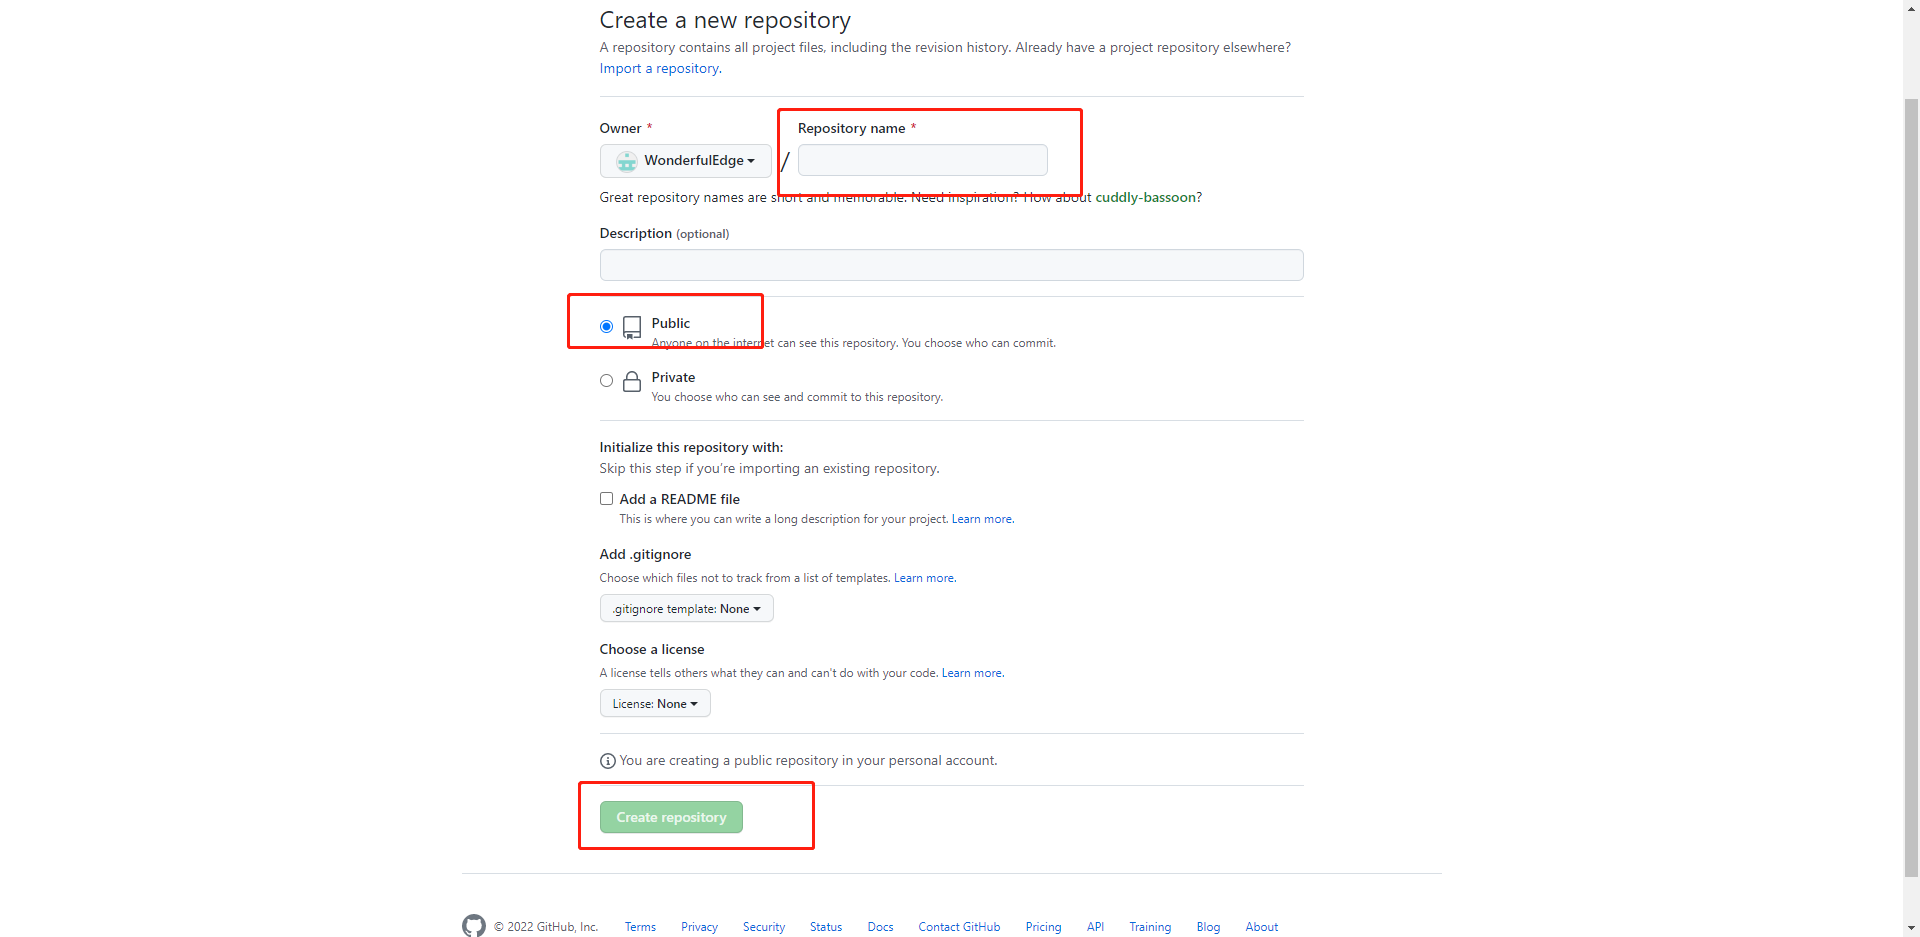 Create a new repository
A repository contains all project files, including the revision history. Already have a project repository elsewhere?
Import a repository.
Owner * Repository name *
WonderfulEdge /
Great repository names are short and memorable. Need inspiration? How about cuddly-bassoon?
Description (optional)
Public
Anyone on the internet can see this repository. You choose who can commit.
Private
You choose who can see and commit to this repository.
Initialize this repository with:
Skip this step if you're importing an existing repository.
Add a README file
This is where you can write a long description for your project. Learn more.
Add .gitignore
Choose which files not to track from a list of templates. Learn more.
.gitignore template: None
Choose a license
A license tells others what they can and can't do with your code. Learn more.
License: None
You are creating a public repository in your personal account.
Create repository
© 2022 GitHub, Inc. Terms Privacy Security Status Docs Contact GitHub Pricing API Training Blog About